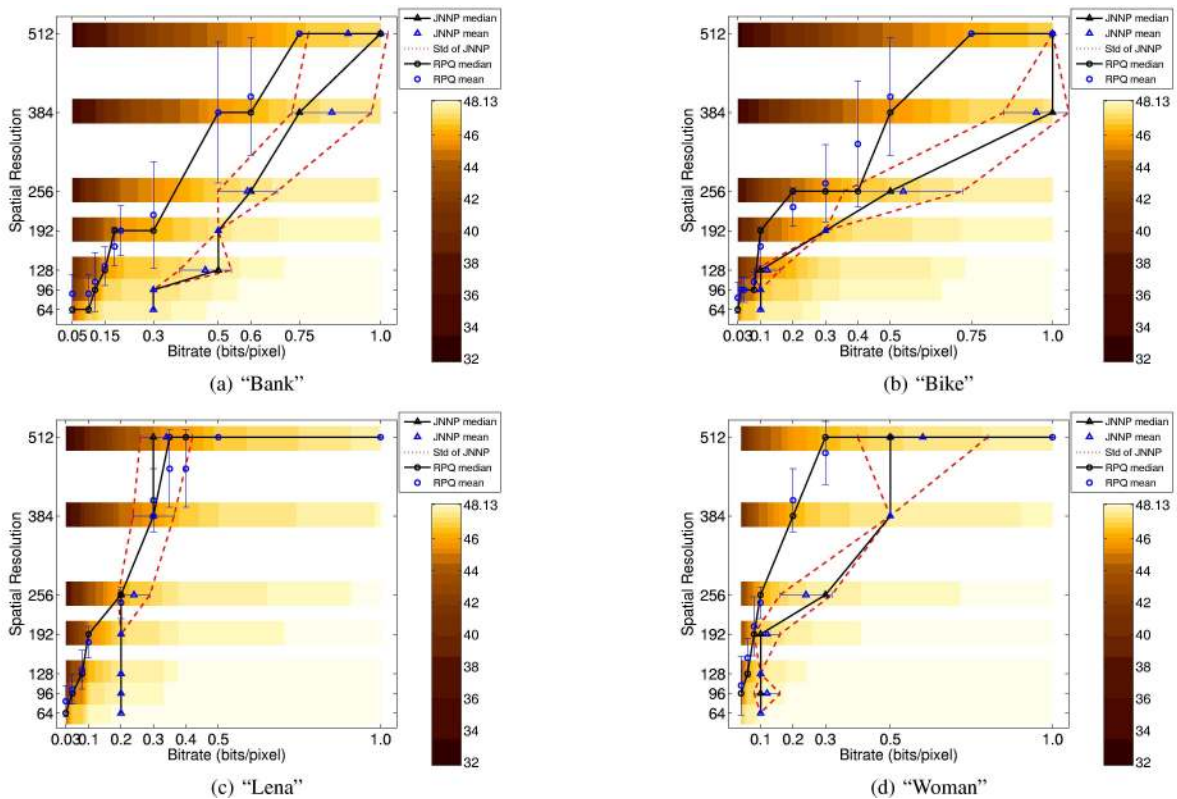 512
384
256
192
128
96
64
Spatial Resolution
0.05 0.15 0.3 0.5 0.6 0.75 1.0
Bitrate (bits/pixel)
JNNP median
JNNP mean
Std of JNNP
RPQ median
RPQ mean
48.13
46
44
42
40
38
36
34
32
(a) “Bank”
512
384
256
192
128
96
64
Spatial Resolution
0.03 0.1 0.2 0.3 0.4 0.5 0.75 1.0
Bitrate (bits/pixel)
JNNP median
JNNP mean
Std of JNNP
RPQ median
RPQ mean
48.13
46
44
42
40
38
36
34
32
(b) “Bike”
512
384
256
192
128
96
64
Spatial Resolution
0.03 0.1 0.2 0.3 0.4 0.5 1.0
Bitrate (bits/pixel)
JNNP median
JNNP mean
Std of JNNP
RPQ median
RPQ mean
48.13
46
44
42
40
38
36
34
32
(c) “Lena”
512
384
256
192
128
96
64
Spatial Resolution
0.1 0.2 0.3 0.5 1.0
Bitrate (bits/pixel)
JNNP median
JNNP mean
Std of JNNP
RPQ median
RPQ mean
48.13
46
44
42
40
38
36
34
32
(d) “Woman”